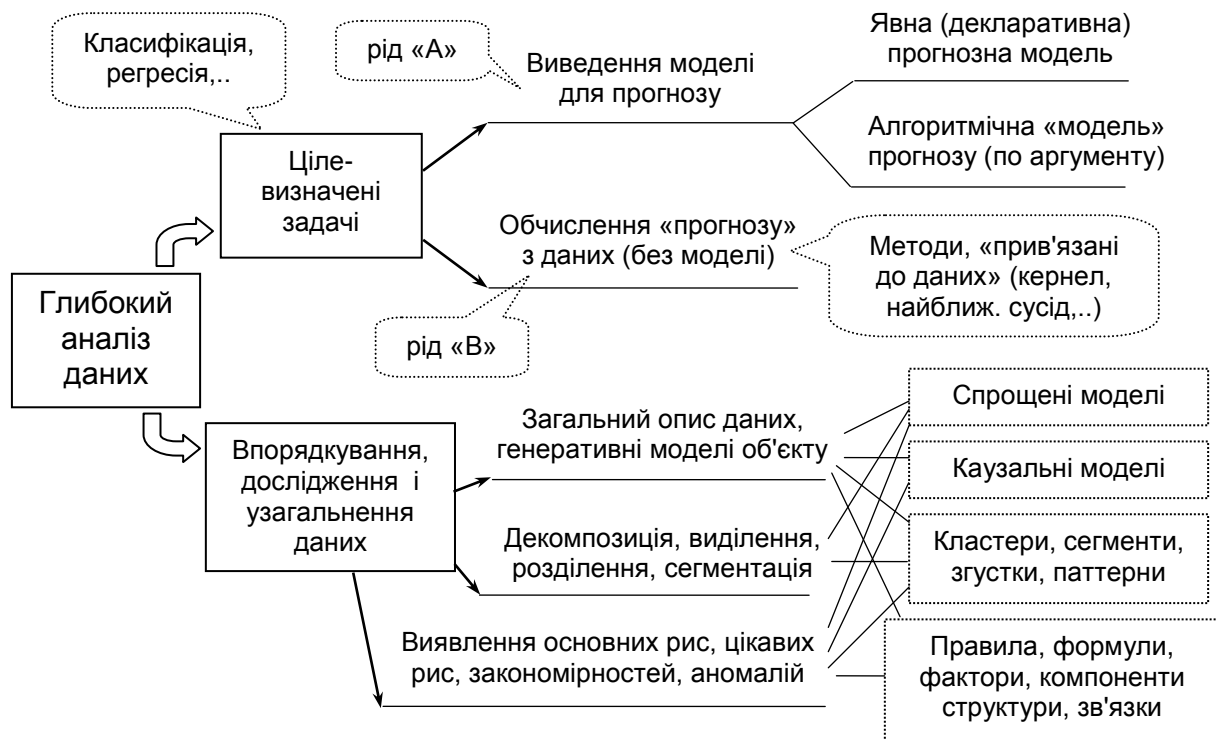 Класифікація,
регресія,..
рід «А»
Виведення моделі
для прогнозу
Явна (декларативна)
прогнозна модель
Алгоритмічна «модель»
прогнозу (по аргументу)
Ціле-
визначені
задачі
Обчислення «прогнозу»
з даних (без моделі)
Методи, «прив'язані
до даних» (кернел,
найближ. сусід,..)
рід «В»
Глибокий
аналіз
даних
Впорядкування,
дослідження і
узагальнення
даних
Загальний опис даних,
генеративні моделі об'єкту
Декомпозиція, виділення,
розділення, сегментація
Виявлення основних рис, цікавих
рис, закономірностей, аномалій
Спрощені моделі
Каузальні моделі
Кластери, сегменти,
згустки, паттерни
Правила, формули,
фактори, компоненти
структури, зв'язки